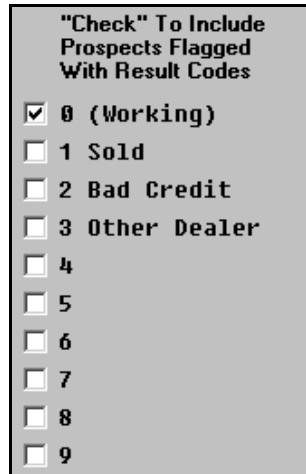 "Check" To Include
Prospects Flagged
With Result Codes
0 (Working)
1 Sold
2 Bad Credit
3 Other Dealer
4
5
6
7
8
9